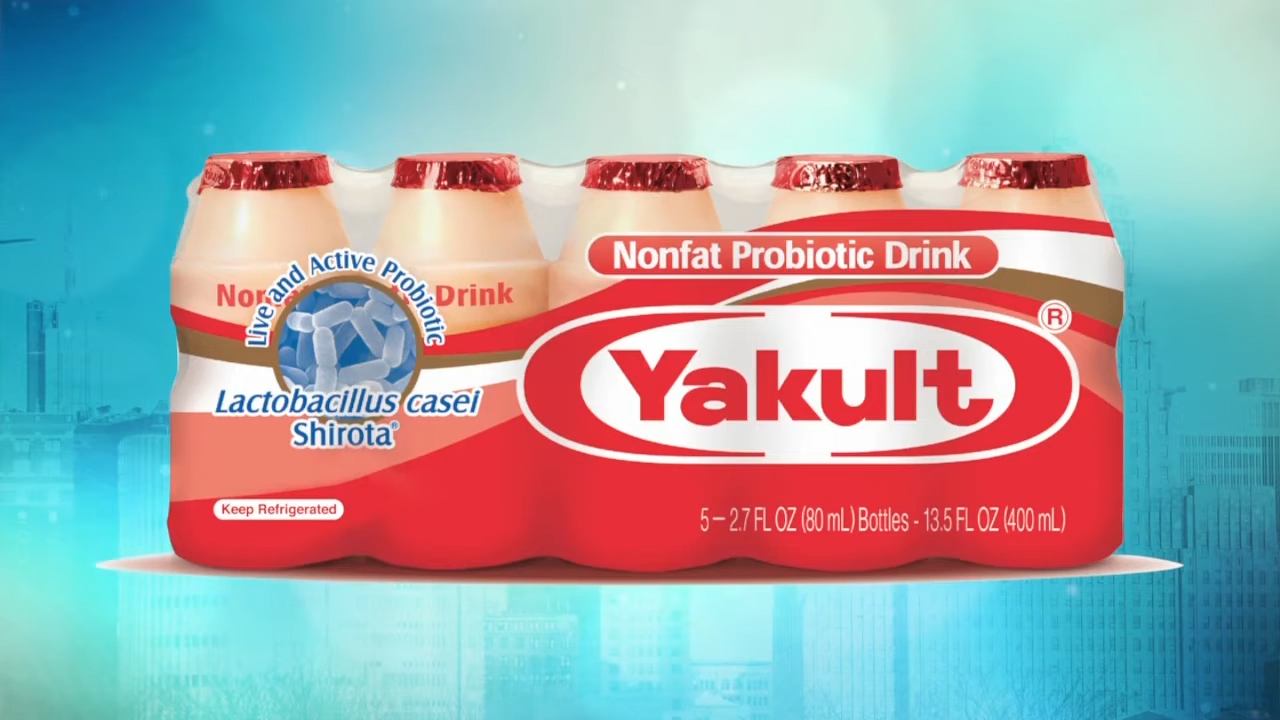 Nonfat Probiotic Drink
Live and Active Probiotic
Drink
Yakult®
Lactobacillus casei
Shirota®
Keep Refrigerated
5 – 2.7 FL OZ (80 mL) Bottles - 13.5 FL OZ (400 mL)